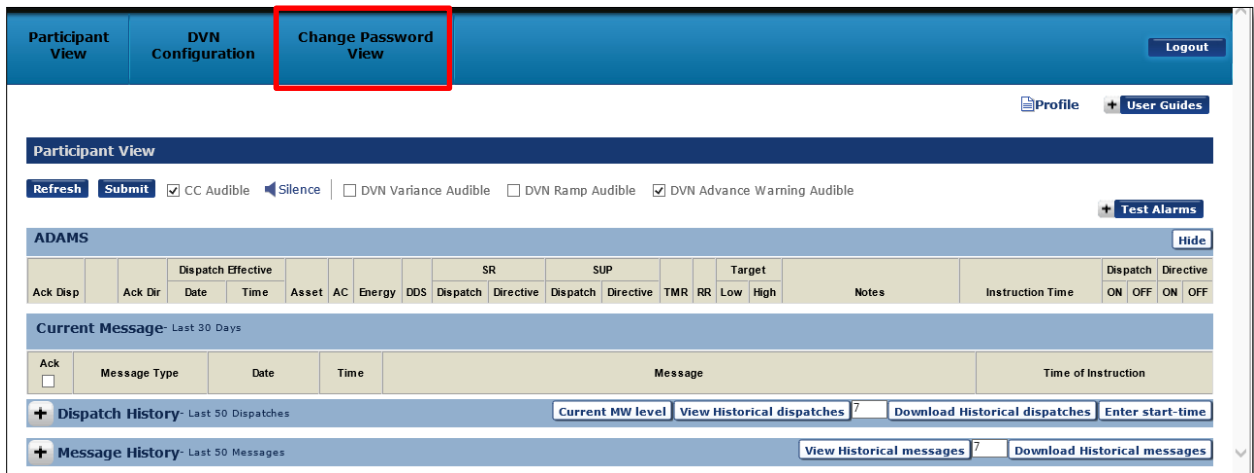 Participant View
DVN Configuration
Change Password View
Logout
Profile
+ User Guides
Participant View
Refresh Submit CC Audible Silence DVN Variance Audible DVN Ramp Audible DVN Advance Warning Audible
+ Test Alarms
ADAMS Hide
Dispatch Effective SR SUP Target Dispatch Directive
Ack Disp Ack Dir Date Time Asset AC Energy DDS Dispatch Directive Dispatch Directive TMR RR Low High Notes Instruction Time ON OFF ON OFF
Current Message- Last 30 Days
Ack Message Type Date Time Message Time of Instruction
+ Dispatch History- Last 50 Dispatches Current MW level View Historical dispatches 7 Download Historical dispatches Enter start-time
+ Message History- Last 50 Messages View Historical messages 7 Download Historical messages